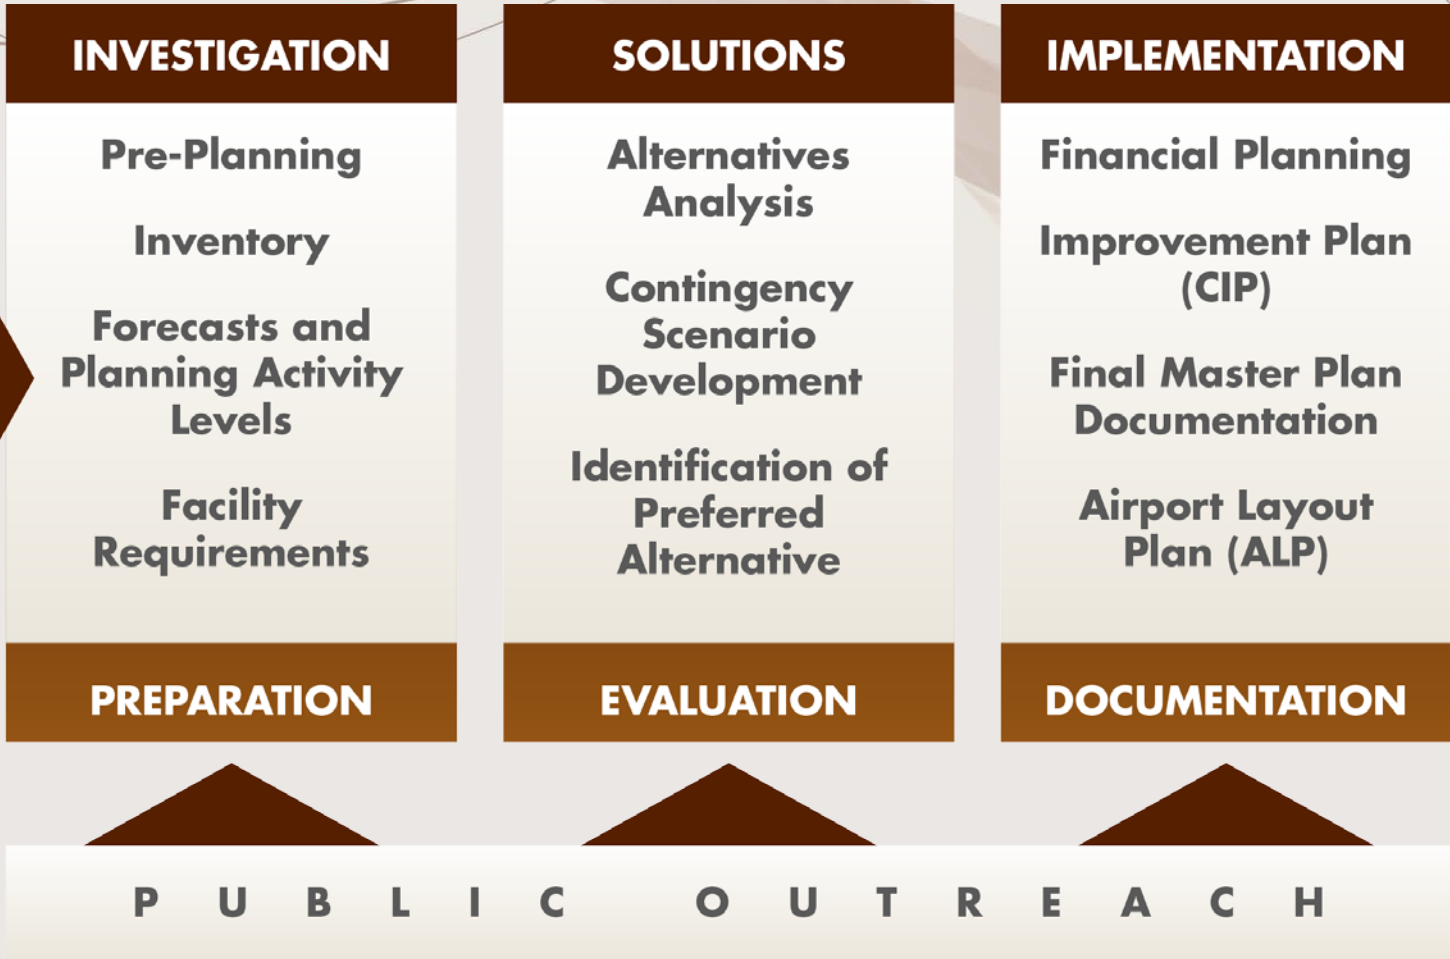 INVESTIGATION
Pre-Planning
Inventory
Forecasts and
Planning Activity
Levels
Facility
Requirements
PREPARATION
SOLUTIONS
Alternatives
Analysis
Contingency
Scenario
Development
Identification of
Preferred
Alternative
EVALUATION
IMPLEMENTATION
Financial Planning
Improvement Plan
(CIP)
Final Master Plan
Documentation
Airport Layout
Plan (ALP)
DOCUMENTATION
PUBLIC OUTREACH